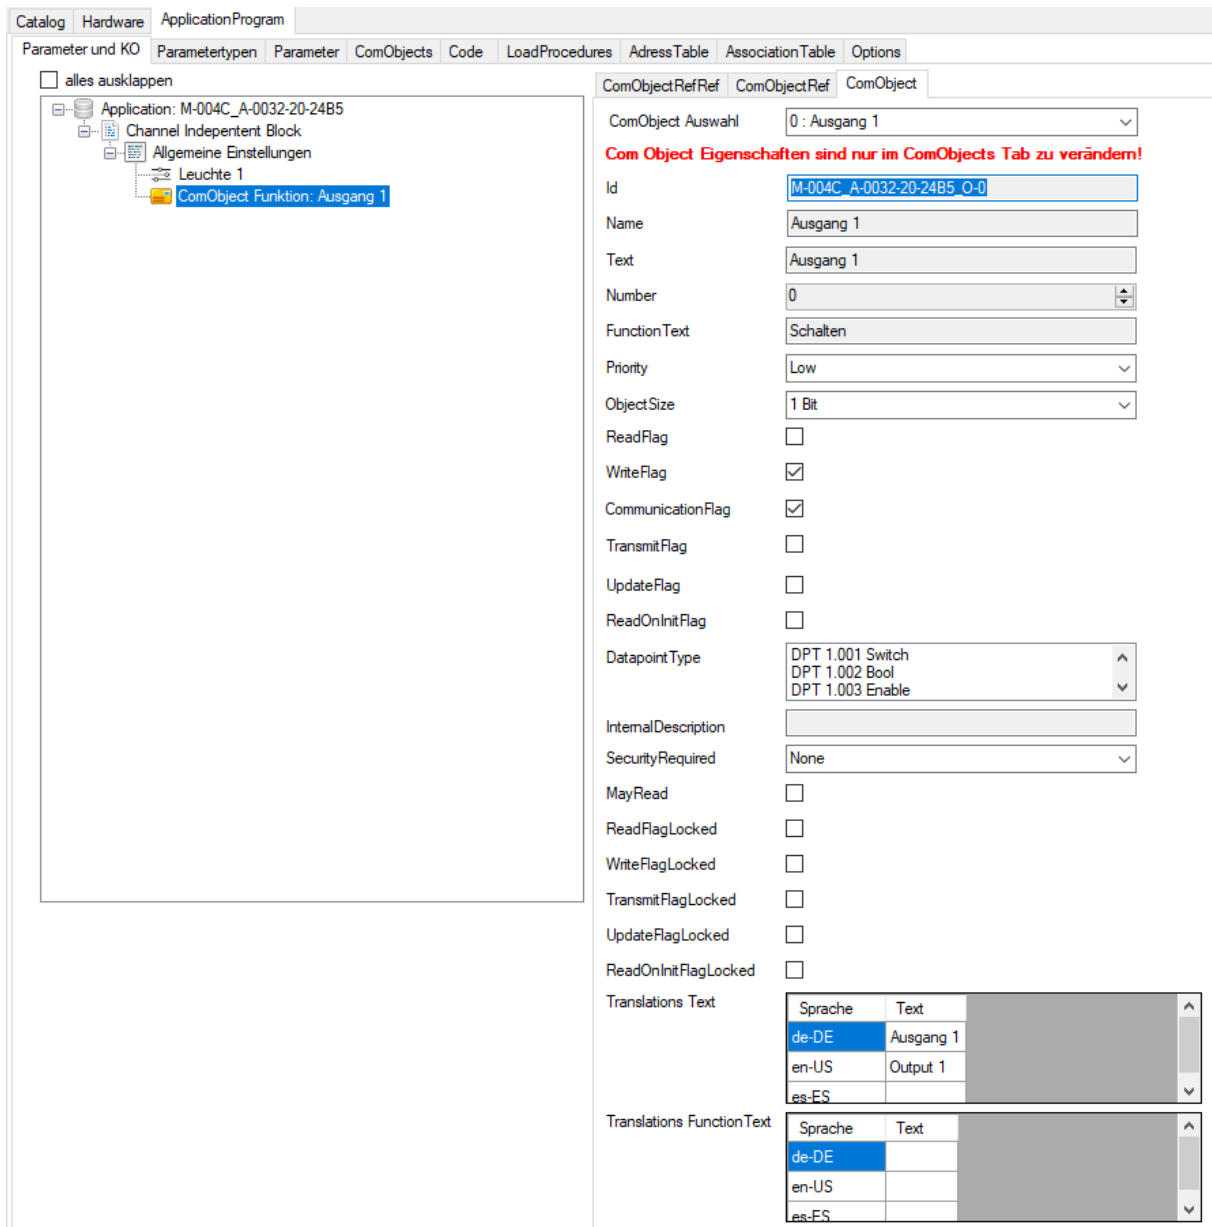 Catalog Hardware ApplicationProgram
Parameter und KO Parametertypen Parameter ComObjects Code LoadProcedures AdressTable AssociationTable Options
alles ausklappen
Application: M-004C_A-0032-20-24B5
Channel Indepentent Block
Allgemeine Einstellungen
Leuchte 1
ComObject Funktion: Ausgang 1
ComObjectRefRef ComObjectRef ComObject
ComObject Auswahl 0 : Ausgang 1
Com Object Eigenschaften sind nur im ComObjects Tab zu verändern!
Id M-004C_A-0032-20-24B5_O-0
Name Ausgang 1
Text Ausgang 1
Number 0
FunctionText Schalten
Priority Low
ObjectSize 1 Bit
ReadFlag
WriteFlag
CommunicationFlag
TransmitFlag
UpdateFlag
ReadOnInitFlag
DatapointType DPT 1.001 Switch
DPT 1.002 Bool
DPT 1.003 Enable
InternalDescription
SecurityRequired None
MayRead
ReadFlagLocked
WriteFlagLocked
TransmitFlagLocked
UpdateFlagLocked
ReadOnInitFlagLocked
Translations Text
Sprache Text
de-DE Ausgang 1
en-US Output 1
es-ES
Translations FunctionText
Sprache Text
de-DE
en-US
es-ES